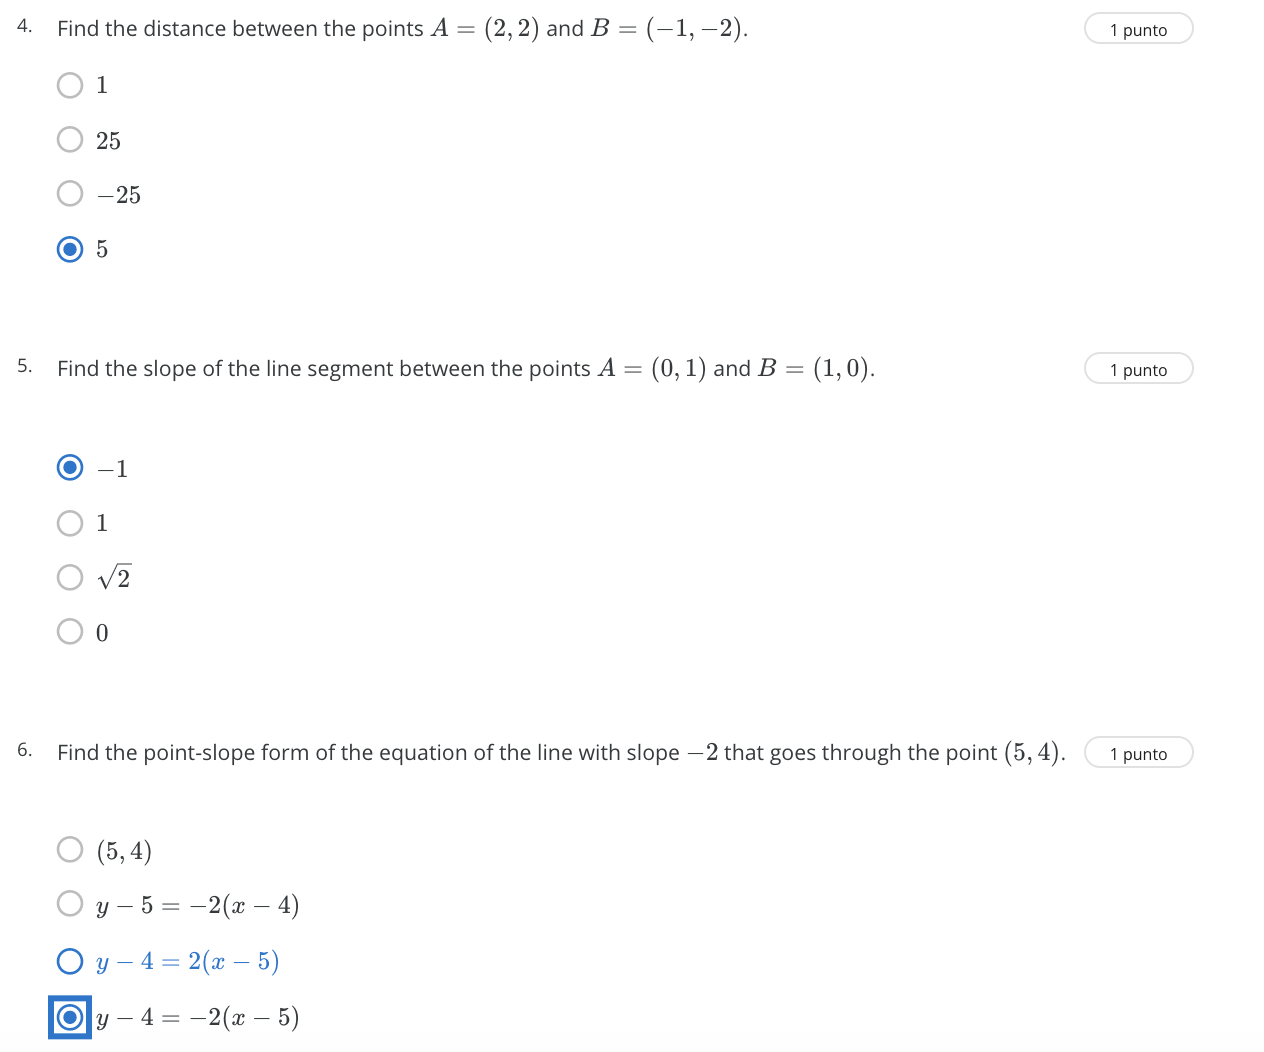 4. Find the distance between the points A = (2, 2) and B = (−1, −2). 1 punto
1
25
−25
5
5. Find the slope of the line segment between the points A = (0, 1) and B = (1, 0). 1 punto
−1
1
√2
0
6. Find the point-slope form of the equation of the line with slope −2 that goes through the point (5, 4). 1 punto
(5, 4)
y − 5 = −2(x − 4)
y − 4 = 2(x − 5)
y − 4 = −2(x − 5)